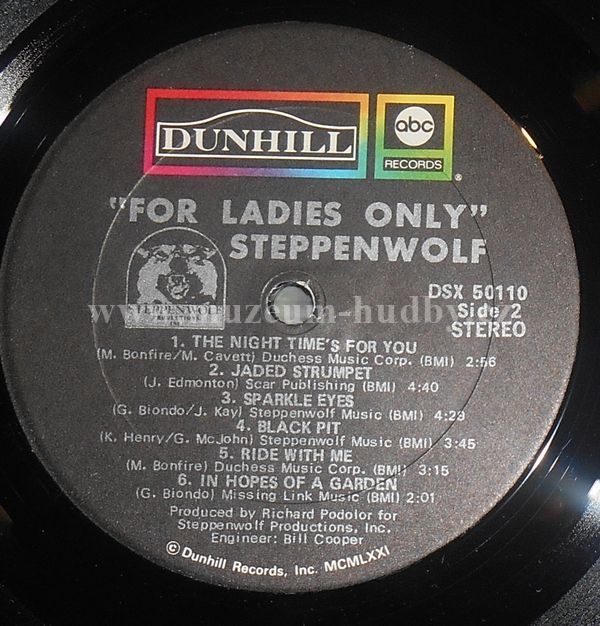 DUNHILL
abc
RECORDS
®
"FOR LADIES ONLY"
STEPPENWOLF
STEPPENWOLF
PRODUCTIONS
INC.
DSX 50110
Side 2
STEREO
1. THE NIGHT TIME'S FOR YOU
(M. Bonfire/M. Cavett) Duchess Music Corp. (BMI) 2:56
2. JADED STRUMPET
(J. Edmonton) Scar Publishing (BMI) 4:40
3. SPARKLE EYES
(G. Biondo/J. Kay) Steppenwolf Music (BMI) 4:29
4. BLACK PIT
(K. Henry/G. McJohn) Steppenwolf Music (BMI) 3:45
5. RIDE WITH ME
(M. Bonfire) Duchess Music Corp. (BMI) 3:15
6. IN HOPES OF A GARDEN
(G. Biondo) Missing Link Music (BMI) 2:01
Produced by Richard Podolor for
Steppenwolf Productions, Inc.
Engineer: Bill Cooper
© Dunhill Records, Inc. MCMLXXI